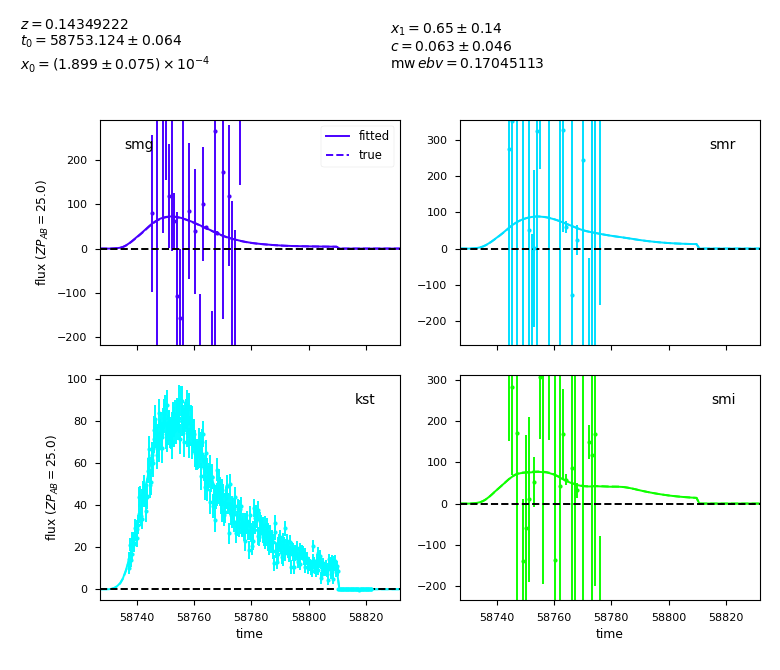 z = 0.14349222
t₀ = 58753.124 ± 0.064
x₀ = (1.899 ± 0.075) × 10⁻⁴
x₁ = 0.65 ± 0.14
c = 0.063 ± 0.046
mw ebv = 0.17045113
smg
fitted
true
200
100
0
−100
−200
flux (ZP_AB = 25.0)
smr
300
200
100
0
−100
−200
kst
100
80
60
40
20
0
flux (ZP_AB = 25.0)
58740 58760 58780 58800 58820
time
smi
300
200
100
0
−100
−200
58740 58760 58780 58800 58820
time